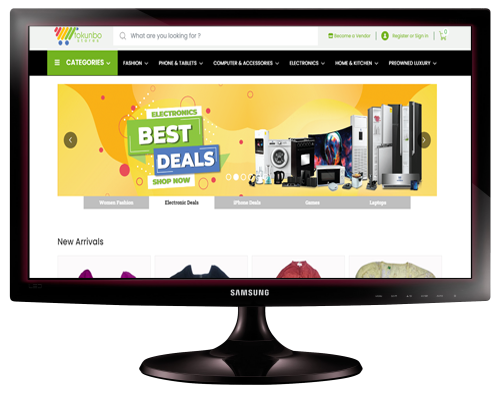 Tokunbo
stores
What are you looking for ?
Become a Vendor
Register or Sign In
0
CATEGORIES
FASHION
PHONE & TABLETS
COMPUTER & ACCESSORIES
ELECTRONICS
HOME & KITCHEN
PREOWNED LUXURY
ELECTRONICS
BEST
DEALS
SHOP NOW
Women Fashion
Electronic Deals
iPhone Deals
Games
Laptops
New Arrivals
SAMSUNG